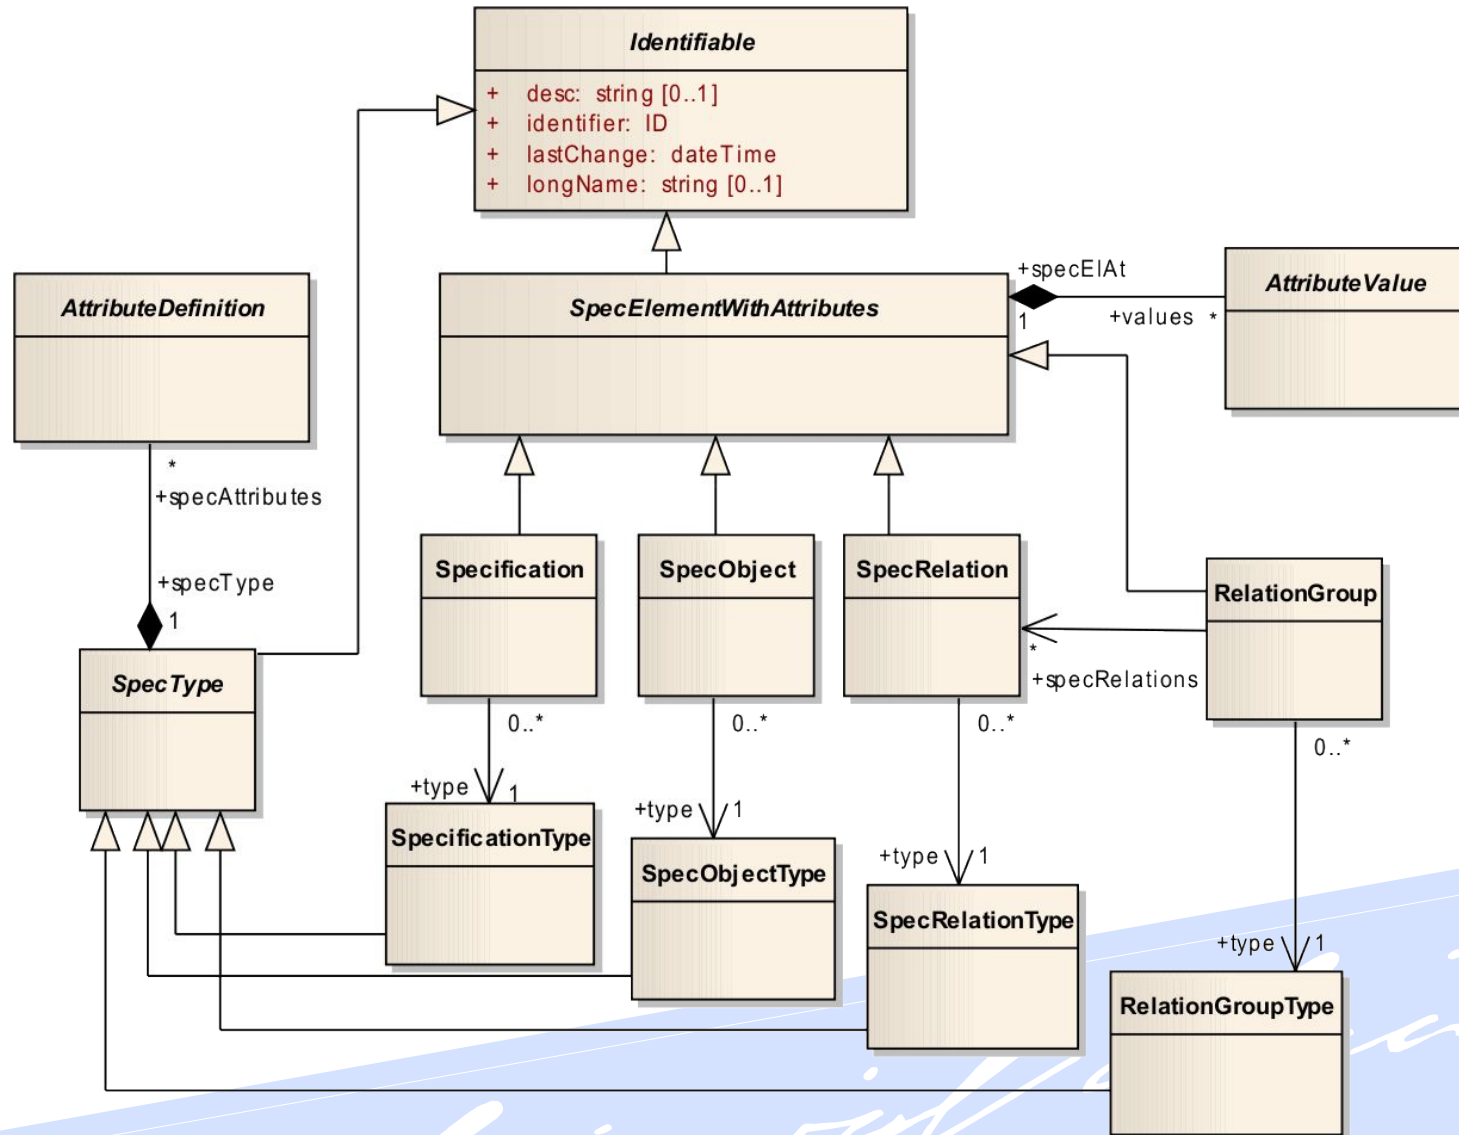 Identifiable
+ desc: string [0..1]
+ identifier: ID
+ lastChange: dateTime
+ longName: string [0..1]
AttributeDefinition
SpecElementWithAttributes
+specElAt
1
+values *
AttributeValue
*
+specAttributes
+specType
1
SpecType
Specification
SpecObject
SpecRelation
RelationGroup
*
+specRelations
0..*
0..*
0..*
0..*
+type 1
SpecificationType
+type 1
SpecObjectType
+type 1
SpecRelationType
+type 1
RelationGroupType